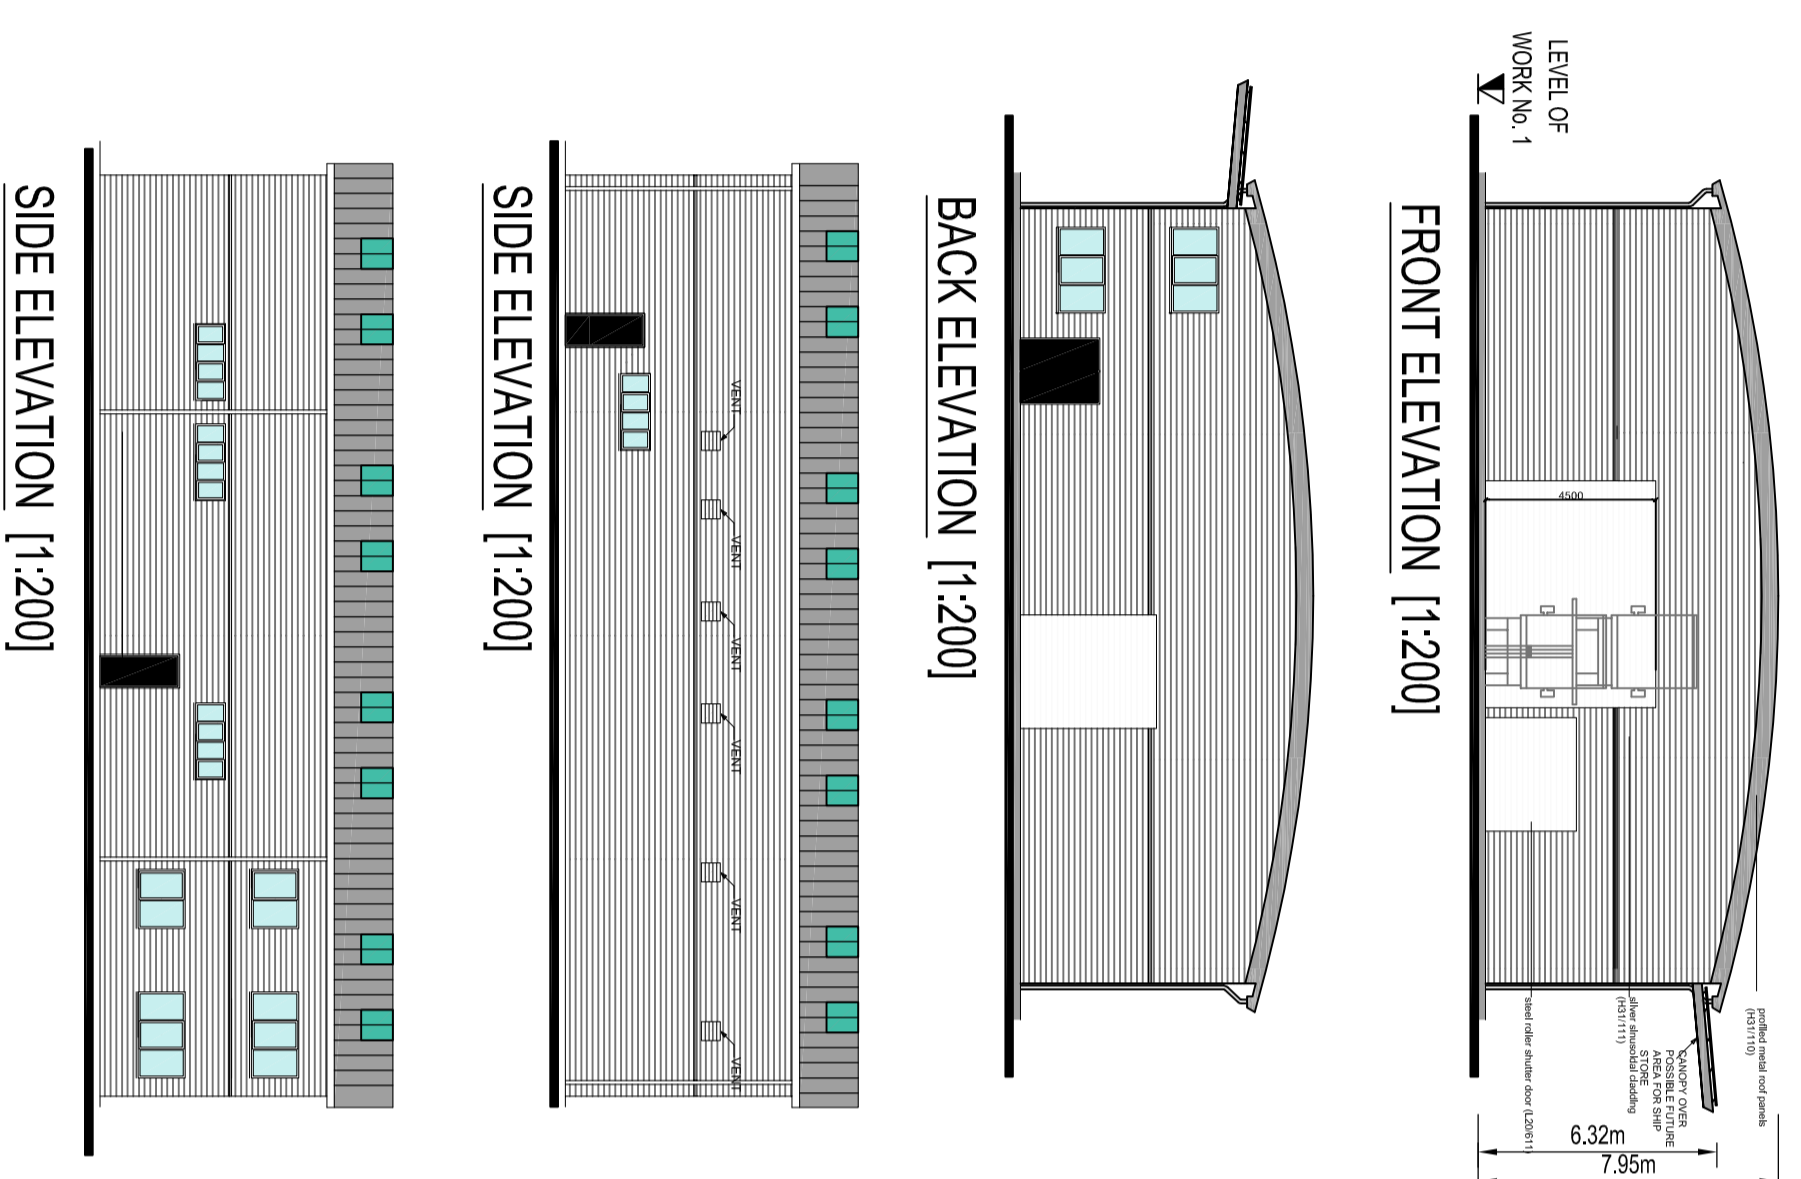 LEVEL OF
WORK No. 1
profiled metal roof panels
(H31/110)
CANOPY OVER
POSSIBLE FUTURE
AREA FOR SHIP
STORE
silver sinusoidal cladding
(H31/111)
steel roller shutter door (L20/611)
4500
6.32m
7.95m
FRONT ELEVATION [1:200]
BACK ELEVATION [1:200]
VENT
VENT
VENT
VENT
VENT
VENT
SIDE ELEVATION [1:200]
SIDE ELEVATION [1:200]